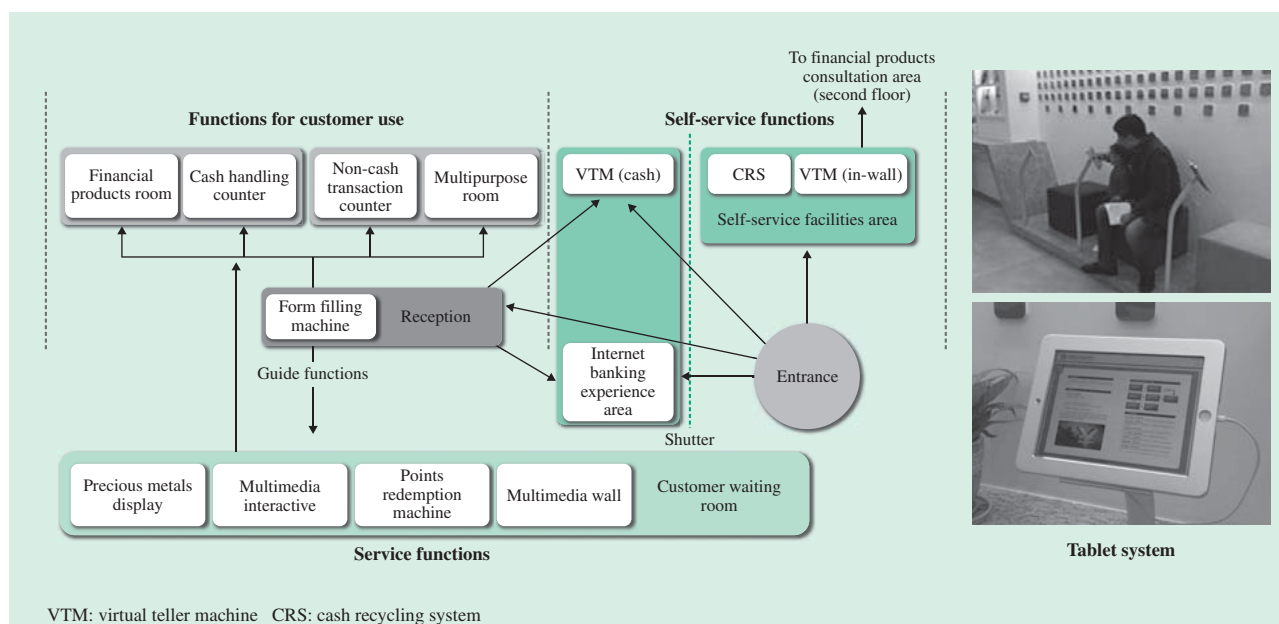 To financial products
consultation area
(second floor)
Functions for customer use
Self-service functions
Financial
products room
Cash handling
counter
Non-cash
transaction
counter
Multipurpose
room
VTM (cash)
CRS
VTM (in-wall)
Self-service facilities area
Form filling
machine
Reception
Guide functions
Internet
banking
experience
area
Entrance
Shutter
Precious metals
display
Multimedia
interactive
Points
redemption
machine
Multimedia wall
Customer waiting
room
Service functions
Tablet system
VTM: virtual teller machine CRS: cash recycling system